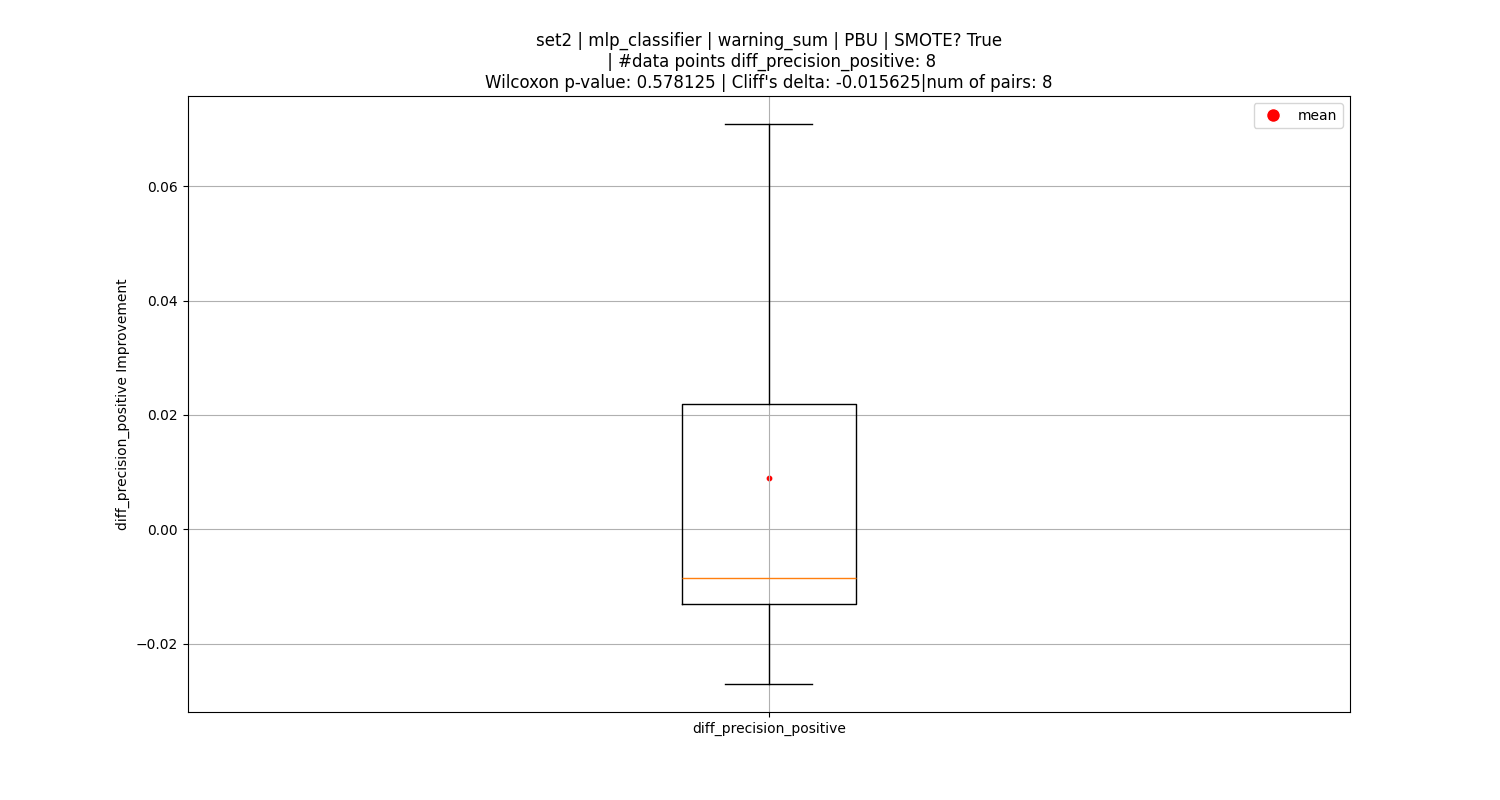 set2 | mlp_classifier | warning_sum | PBU | SMOTE? True
| #data points diff_precision_positive: 8
Wilcoxon p-value: 0.578125 | Cliff's delta: -0.015625|num of pairs: 8
mean
0.06
0.04
0.02
0.00
−0.02
diff_precision_positive Improvement
diff_precision_positive